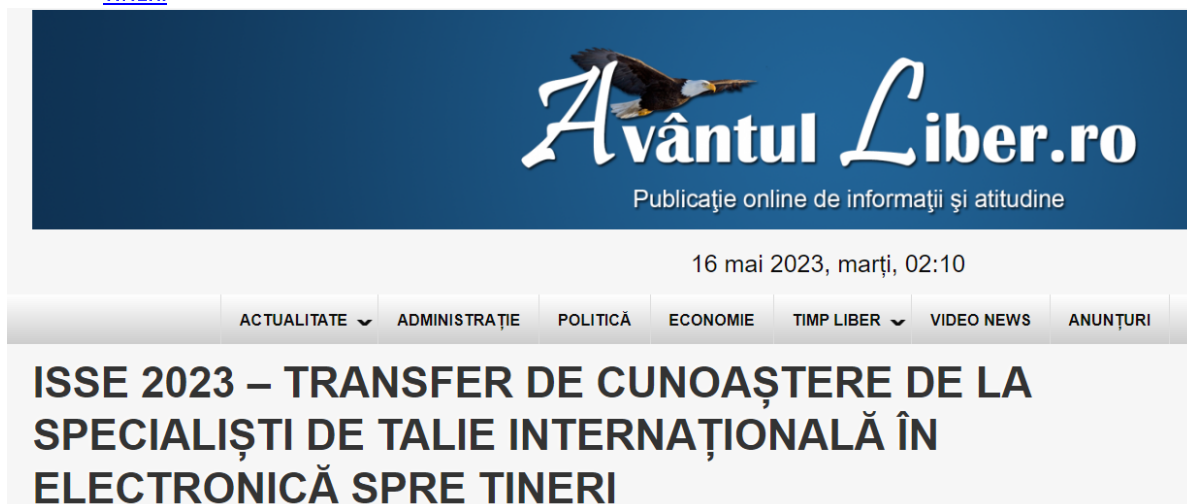 TINERI
Avântul Liber.ro
Publicaţie online de informaţii şi atitudine
16 mai 2023, marți, 02:10
ACTUALITATE ADMINISTRAȚIE POLITICĂ ECONOMIE TIMP LIBER VIDEO NEWS ANUNȚURI
ISSE 2023 – TRANSFER DE CUNOAȘTERE DE LA
SPECIALIȘTI DE TALIE INTERNAȚIONALĂ ÎN
ELECTRONICĂ SPRE TINERI